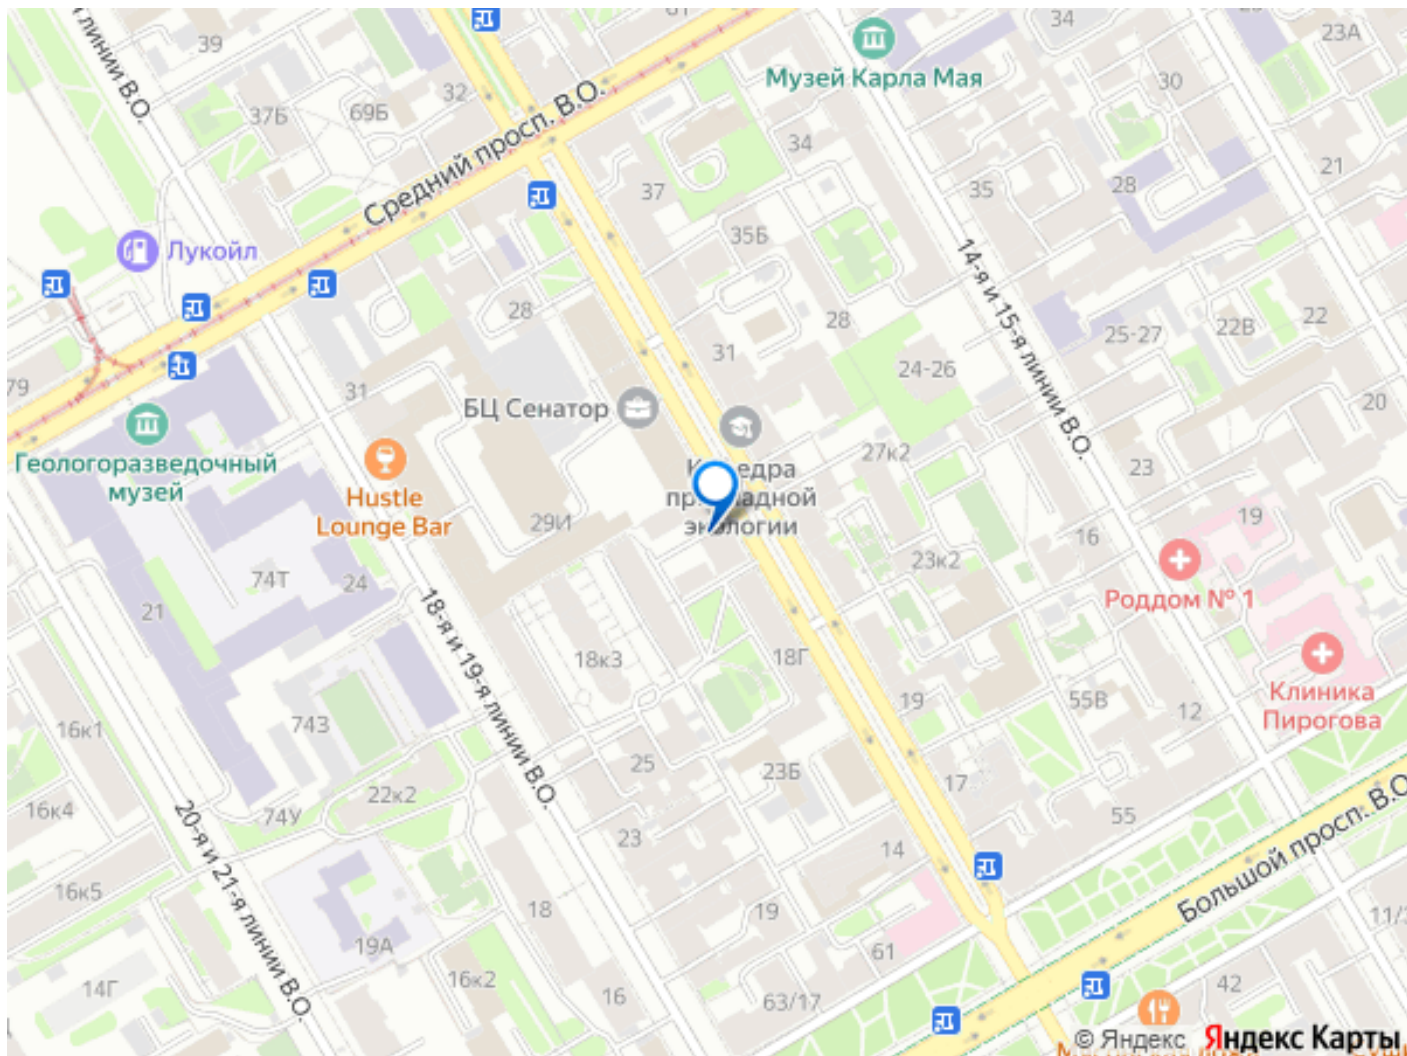 й линии В.О.
39
37Б
69Б
32
Средний просп. В.О.
34
Музей Карла Мая
34
30
23А
21
37
35
28
35Б
Лукойл
14-я и 15-я линии В.О.
28
28
25-27
22В
22
31
24-26
79
31
БЦ Сенатор
20
Геологоразведочный
музей
27к2
23
Hustle
Lounge Bar
29И
19
16
23к2
74Т
24
21
Роддом № 1
18-я и 19-я линии В.О.
18к3
18Г
Клиника
Пирогова
55В
12
19
16к1
74З
25
23Б
17
22к2
74У
16к4
55
20-я и 21-я линии В.О.
23
14
Большой просп. В.О
16к5
18
19
19А
61
16к2
14Г
16
63/17
42
© Яндекс Яндекс Карты